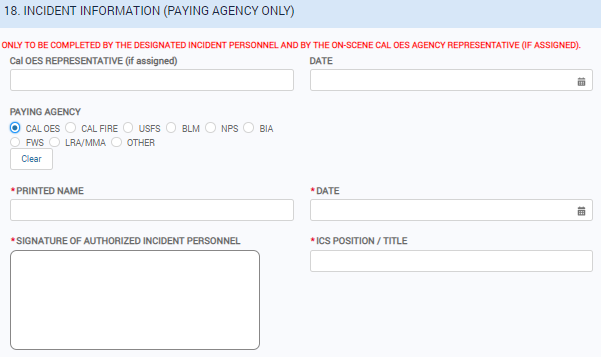 18. INCIDENT INFORMATION (PAYING AGENCY ONLY)
ONLY TO BE COMPLETED BY THE DESIGNATED INCIDENT PERSONNEL AND BY THE ON-SCENE CAL OES AGENCY REPRESENTATIVE (IF ASSIGNED).
Cal OES REPRESENTATIVE (if assigned) DATE
PAYING AGENCY
CAL OES CAL FIRE USFS BLM NPS BIA
FWS LRA/MMA OTHER
Clear
*PRINTED NAME *DATE
*SIGNATURE OF AUTHORIZED INCIDENT PERSONNEL *ICS POSITION / TITLE